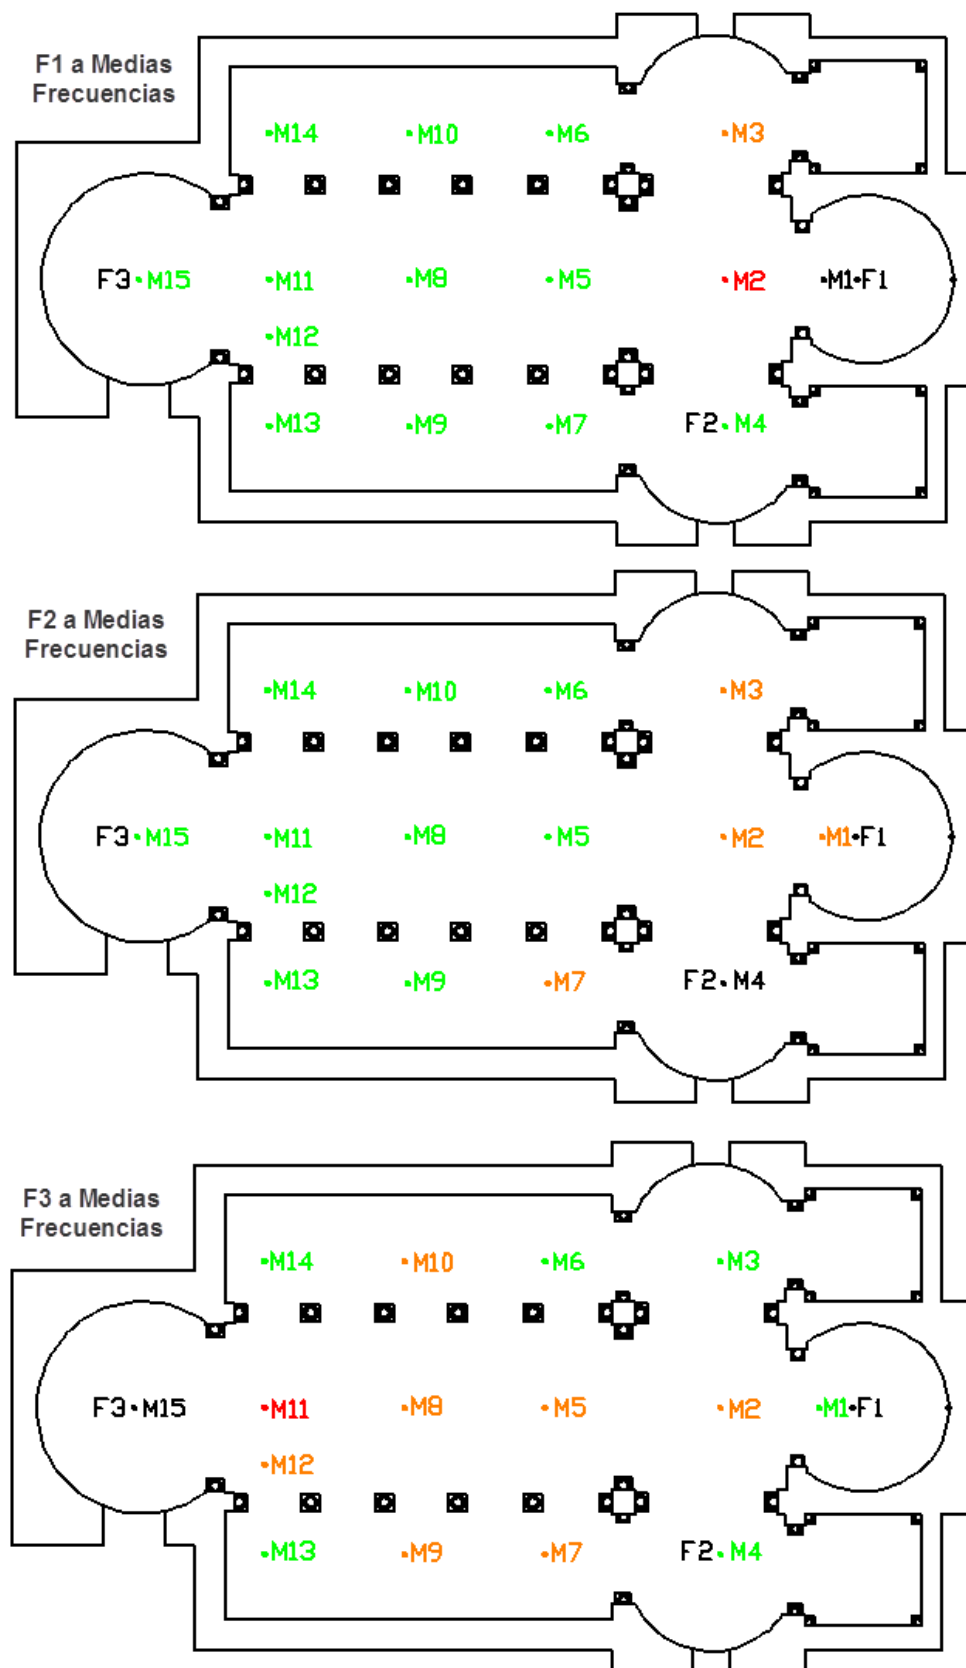 F1 a Medias
Frecuencias
M14 M10 M6 M3
F3 M15 M11 M8 M5 M2 M1 F1
M12
M13 M9 M7 F2 M4
F2 a Medias
Frecuencias
M14 M10 M6 M3
F3 M15 M11 M8 M5 M2 M1 F1
M12
M13 M9 M7 F2 M4
F3 a Medias
Frecuencias
M14 M10 M6 M3
F3 M15 M11 M8 M5 M2 M1 F1
M12
M13 M9 M7 F2 M4